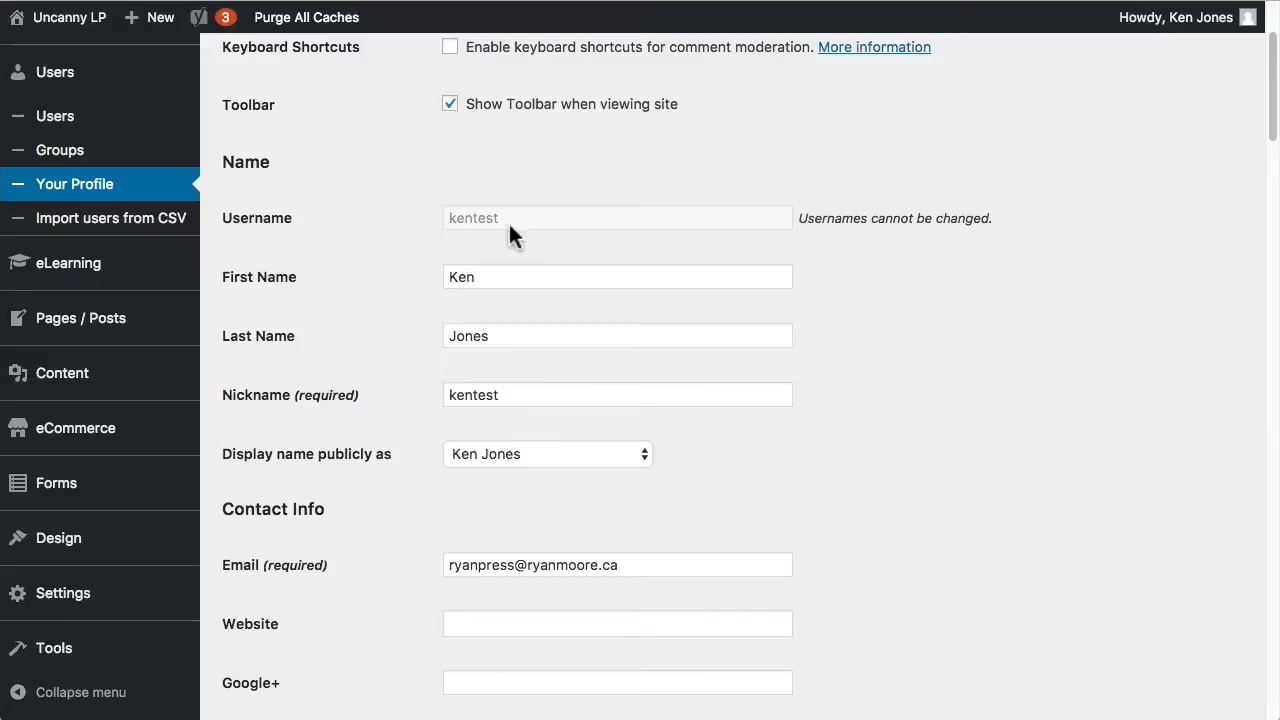 Uncanny LP
New
3
Purge All Caches
Howdy, Ken Jones
Users
Users
Groups
Your Profile
Import users from CSV
eLearning
Pages / Posts
Content
eCommerce
Forms
Design
Settings
Tools
Collapse menu
Keyboard Shortcuts
Enable keyboard shortcuts for comment moderation. More information
Toolbar
Show Toolbar when viewing site
Name
Username
kentest
Usernames cannot be changed.
First Name
Ken
Last Name
Jones
Nickname (required)
kentest
Display name publicly as
Ken Jones
Contact Info
Email (required)
ryanpress@ryanmoore.ca
Website
Google+